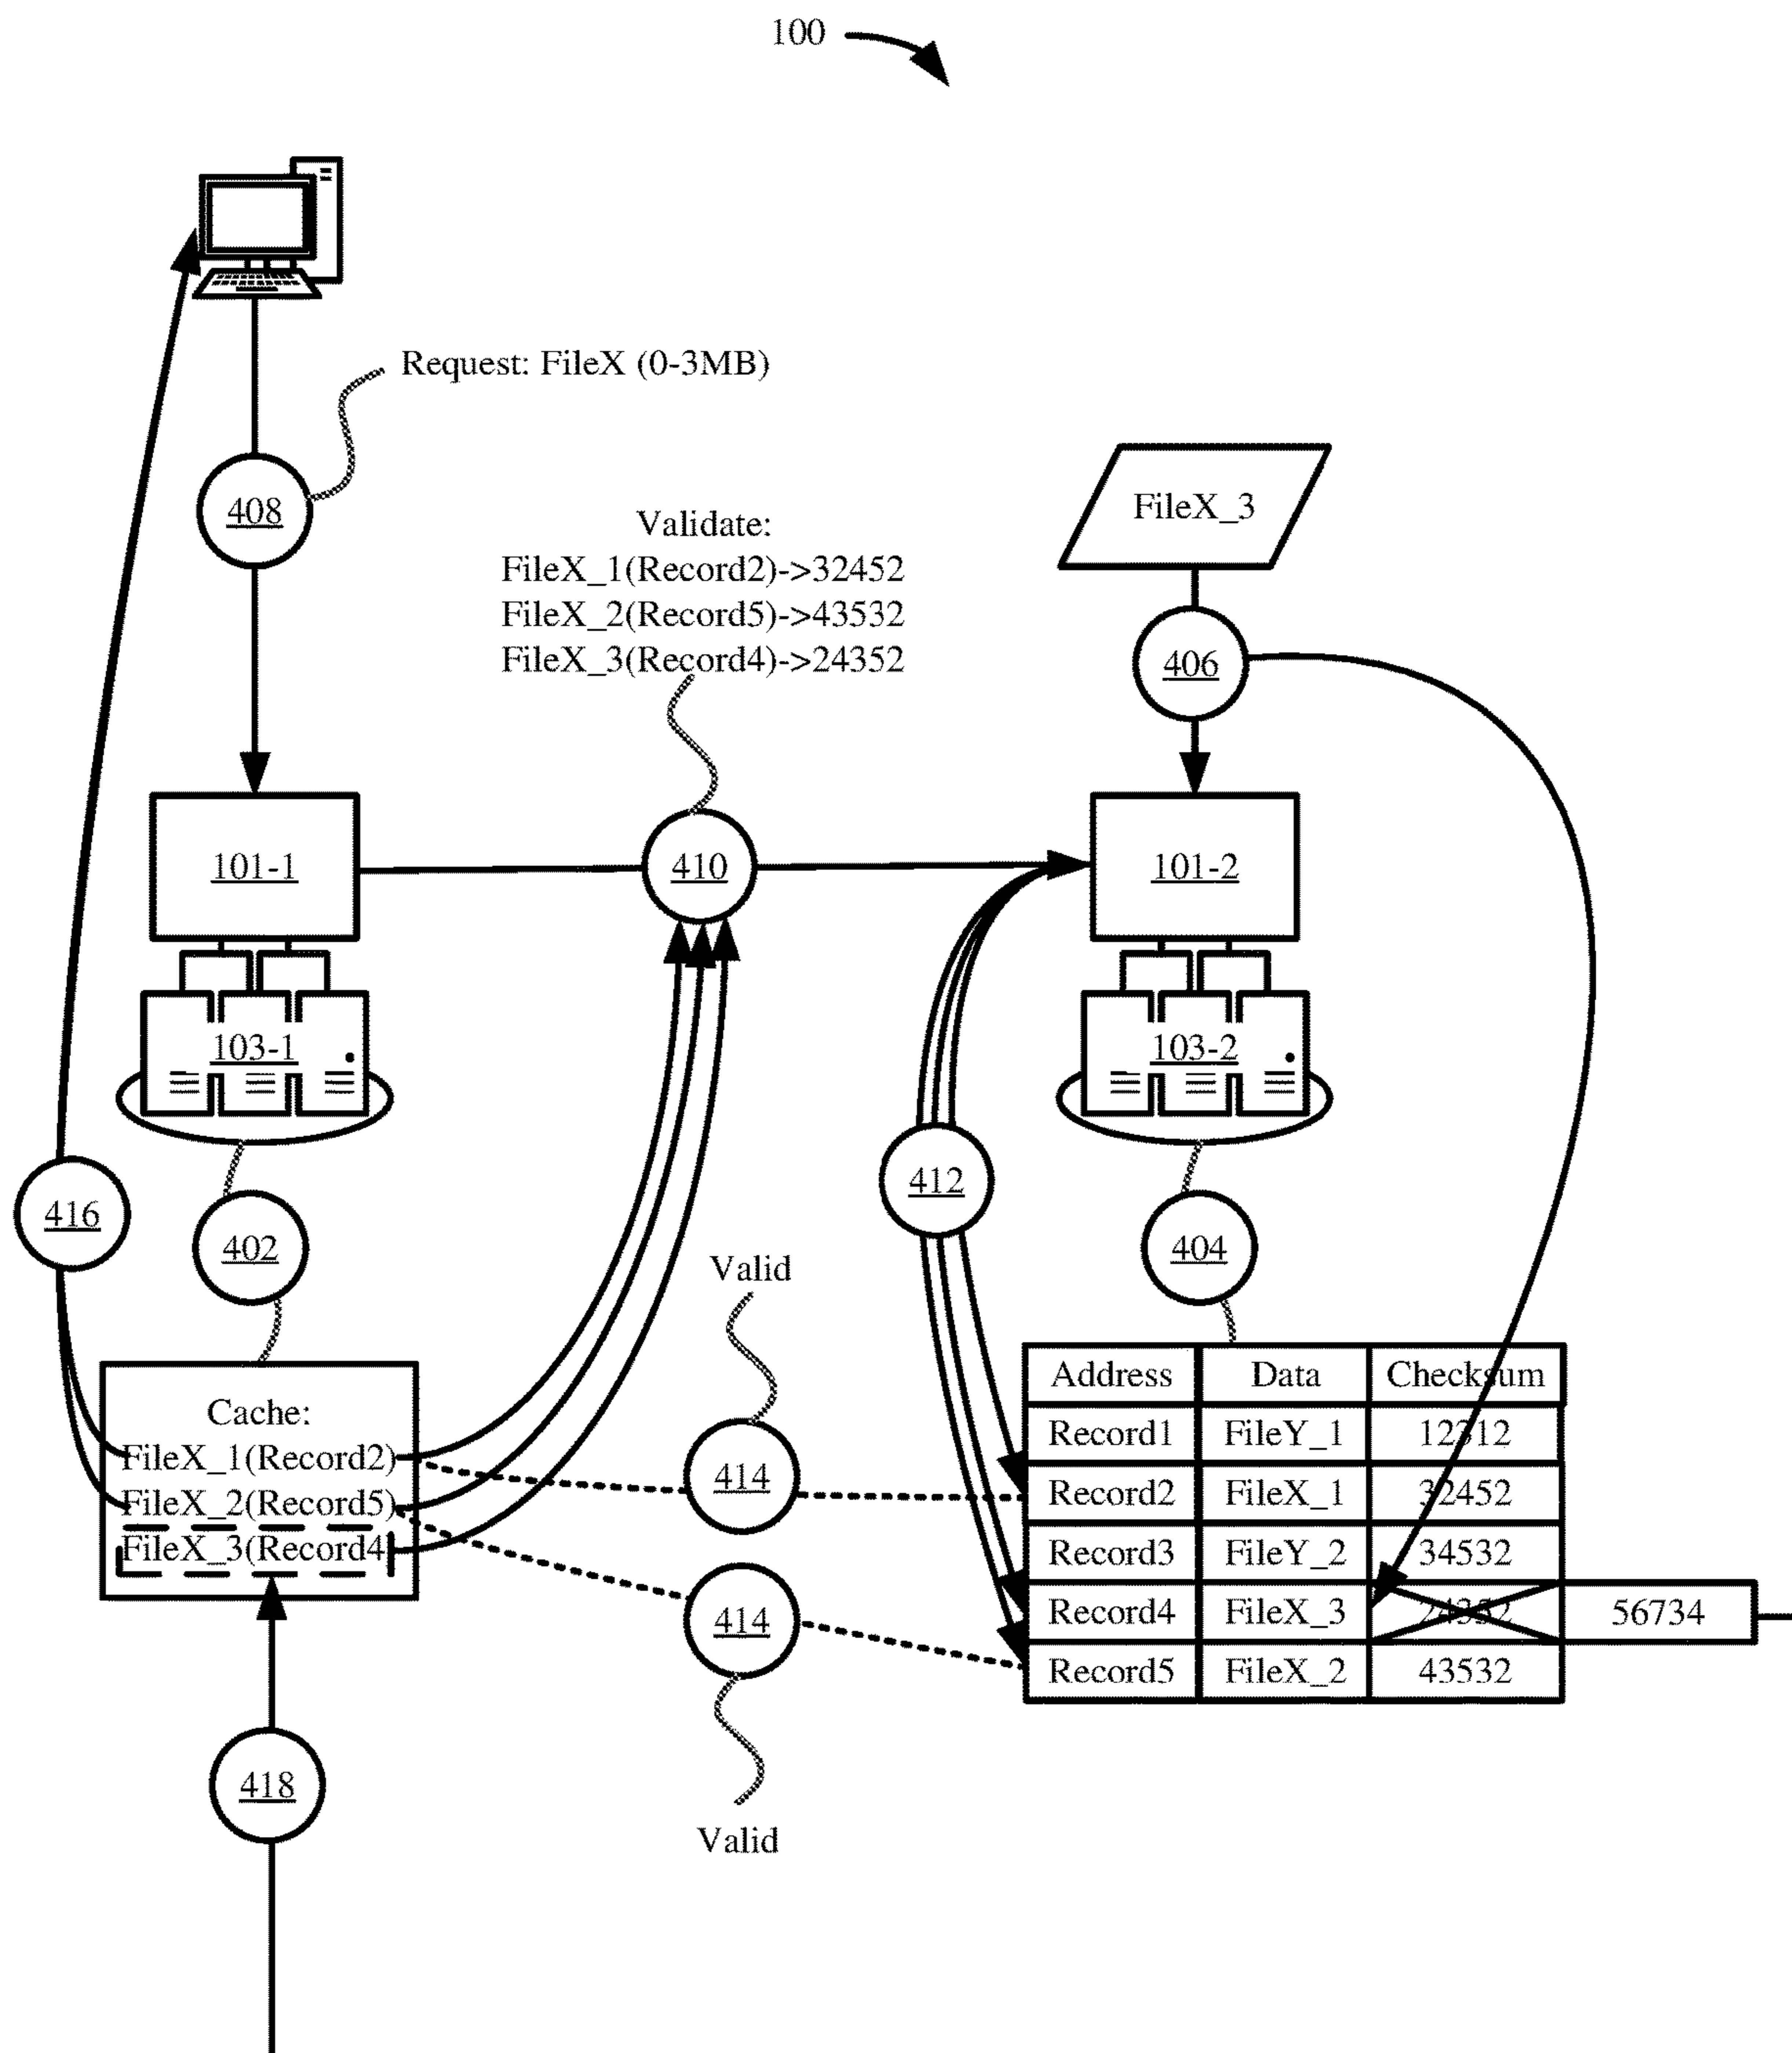 100
Request: FileX (0-3MB)
408
Validate:
FileX_1(Record2)->32452
FileX_2(Record5)->43532
FileX_3(Record4)->24352
FileX_3
406
101-1
410
101-2
103-1
103-2
416
402
412
404
Valid
Cache:
FileX_1(Record2)
FileX_2(Record5)
FileX_3(Record4
414
414
Valid
418
Address Data Checksum
Record1 FileY_1 12312
Record2 FileX_1 32452
Record3 FileY_2 34532
Record4 FileX_3 24352 56734
Record5 FileX_2 43532